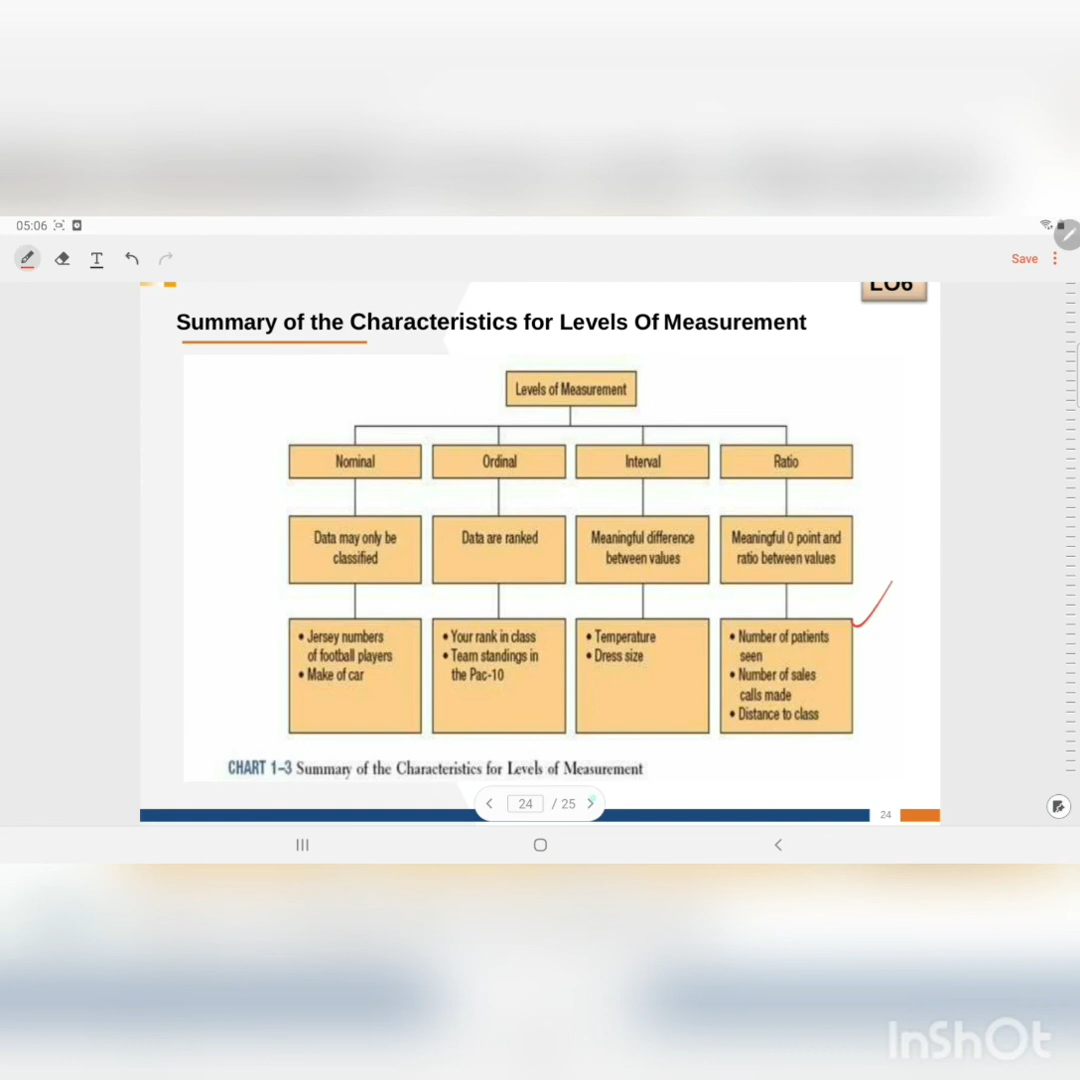 05:06
T
Save
LO6
Summary of the Characteristics for Levels Of Measurement
Levels of Measurement
Nominal
Ordinal
Interval
Ratio
Data may only be
classified
Data are ranked
Meaningful difference
between values
Meaningful 0 point and
ratio between values
• Jersey numbers
of football players
• Make of car
• Your rank in class
• Team standings in
the Pac-10
• Temperature
• Dress size
• Number of patients
seen
• Number of sales
calls made
• Distance to class
CHART 1–3 Summary of the Characteristics for Levels of Measurement
24 / 25
24
InShOt